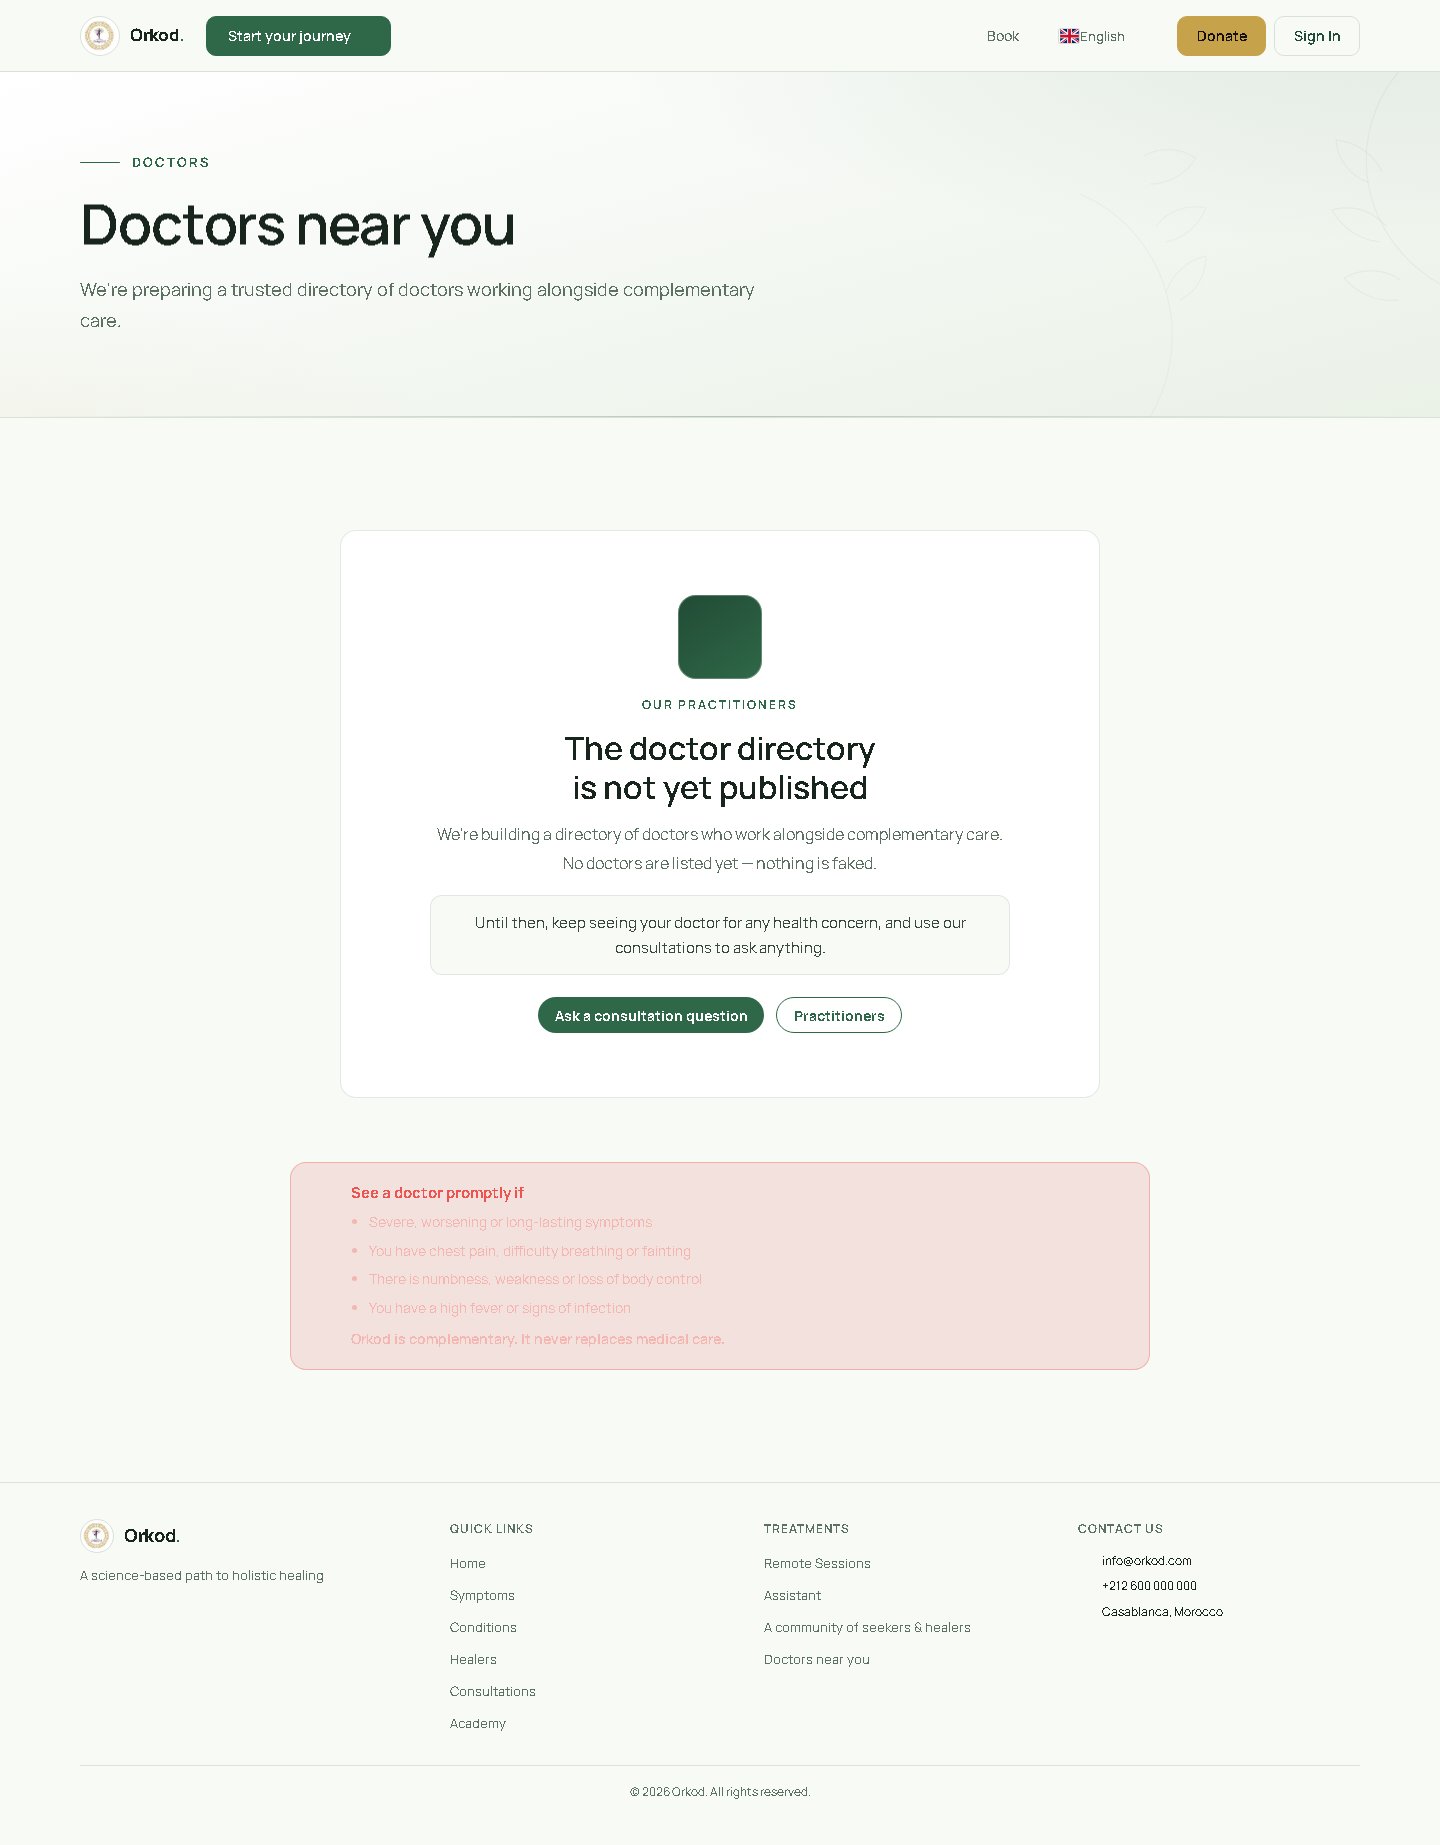 Orkod.
Start your journey
Book
English
Donate
Sign In
DOCTORS
Doctors near you
We're preparing a trusted directory of doctors working alongside complementary
care.
OUR PRACTITIONERS
The doctor directory
is not yet published
We're building a directory of doctors who work alongside complementary care.
No doctors are listed yet — nothing is faked.
Until then, keep seeing your doctor for any health concern, and use our
consultations to ask anything.
Ask a consultation question
Practitioners
See a doctor promptly if
• Severe, worsening or long-lasting symptoms
• You have chest pain, difficulty breathing or fainting
• There is numbness, weakness or loss of body control
• You have a high fever or signs of infection
Orkod is complementary. It never replaces medical care.
Orkod.
A science-based path to holistic healing
QUICK LINKS
Home
Symptoms
Conditions
Healers
Consultations
Academy
TREATMENTS
Remote Sessions
Assistant
A community of seekers & healers
Doctors near you
CONTACT US
info@orkod.com
+212 600 000 000
Casablanca, Morocco
© 2026 Orkod. All rights reserved.